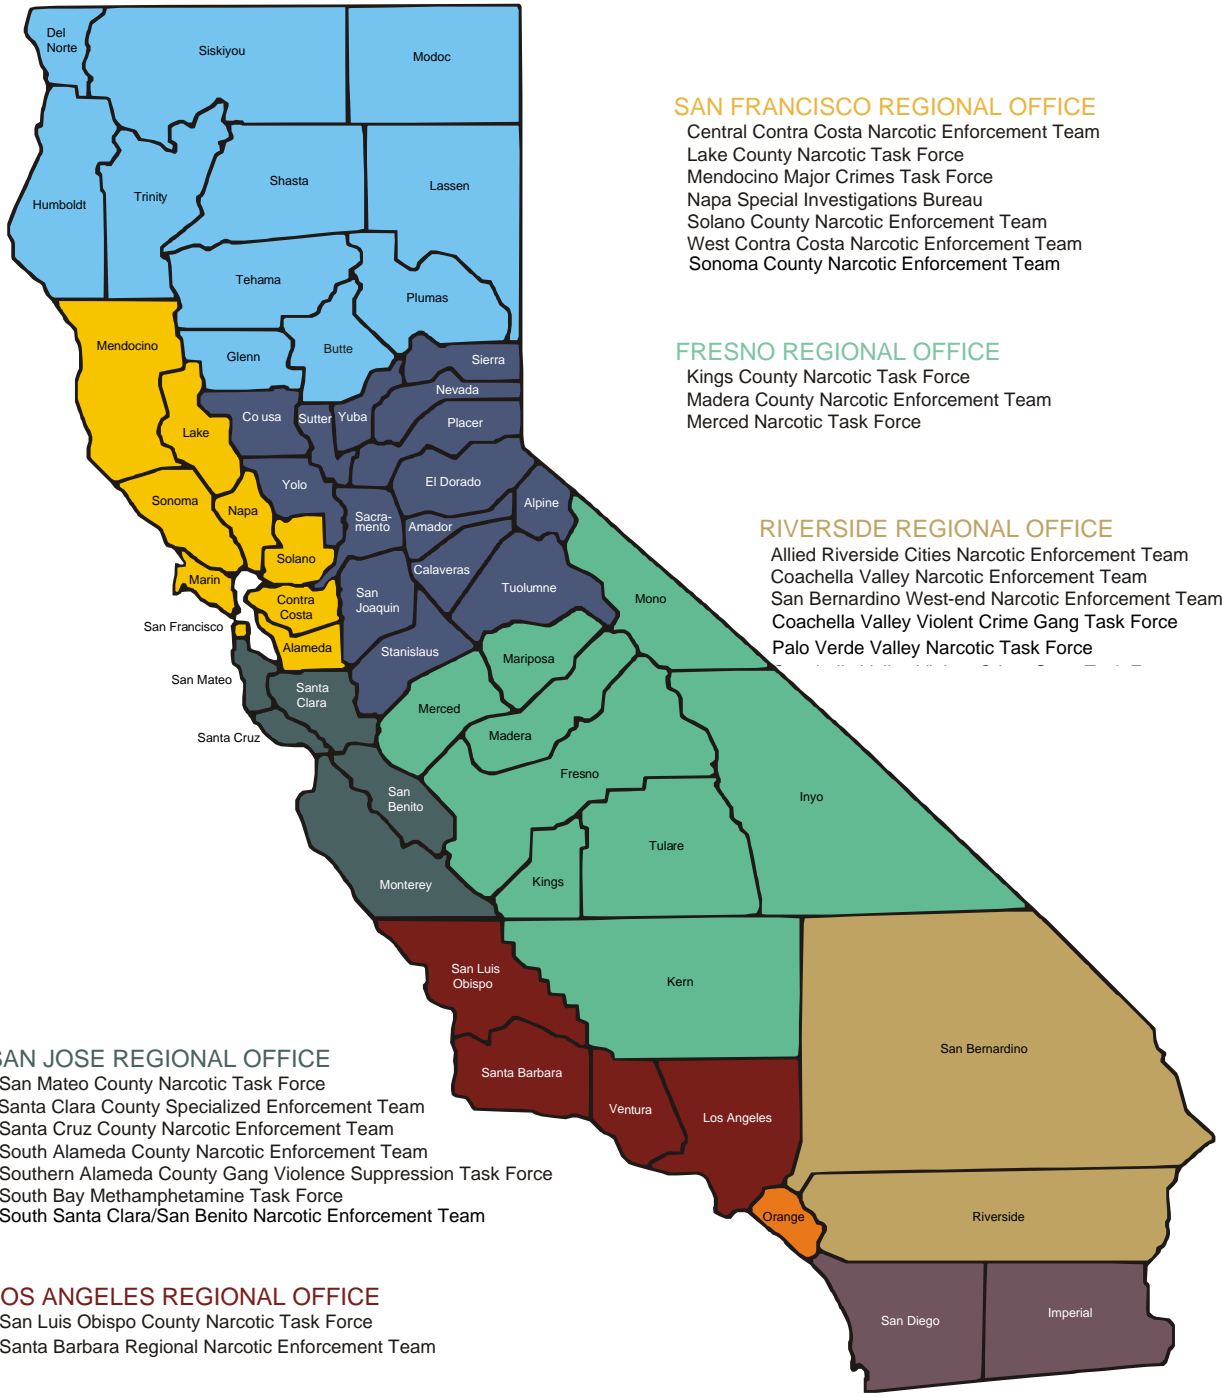 Del
Norte
Siskiyou
Modoc
Humboldt
Trinity
Shasta
Lassen
Tehama
Plumas
Glenn
Butte
Mendocino
Sierra
Nevada
Co usa
Sutter
Yuba
Placer
Lake
Yolo
El Dorado
Sonoma
Napa
Sacra-
mento
Amador
Alpine
Solano
Calaveras
Marin
Contra
Costa
San
Joaquin
Tuolumne
Mono
San Francisco
Alameda
Stanislaus
Mariposa
San Mateo
Santa
Clara
Merced
Santa Cruz
Madera
Fresno
San
Benito
Inyo
Tulare
Monterey
Kings
San Luis
Obispo
Kern
Santa Barbara
San Bernardino
Ventura
Los Angeles
Orange
Riverside
San Diego
Imperial
SAN FRANCISCO REGIONAL OFFICE
Central Contra Costa Narcotic Enforcement Team
Lake County Narcotic Task Force
Mendocino Major Crimes Task Force
Napa Special Investigations Bureau
Solano County Narcotic Enforcement Team
West Contra Costa Narcotic Enforcement Team
Sonoma County Narcotic Enforcement Team
FRESNO REGIONAL OFFICE
Kings County Narcotic Task Force
Madera County Narcotic Enforcement Team
Merced Narcotic Task Force
RIVERSIDE REGIONAL OFFICE
Allied Riverside Cities Narcotic Enforcement Team
Coachella Valley Narcotic Enforcement Team
San Bernardino West-end Narcotic Enforcement Team
Coachella Valley Violent Crime Gang Task Force
Palo Verde Valley Narcotic Task Force
SAN JOSE REGIONAL OFFICE
San Mateo County Narcotic Task Force
Santa Clara County Specialized Enforcement Team
Santa Cruz County Narcotic Enforcement Team
South Alameda County Narcotic Enforcement Team
Southern Alameda County Gang Violence Suppression Task Force
South Bay Methamphetamine Task Force
South Santa Clara/San Benito Narcotic Enforcement Team
OS ANGELES REGIONAL OFFICE
San Luis Obispo County Narcotic Task Force
Santa Barbara Regional Narcotic Enforcement Team